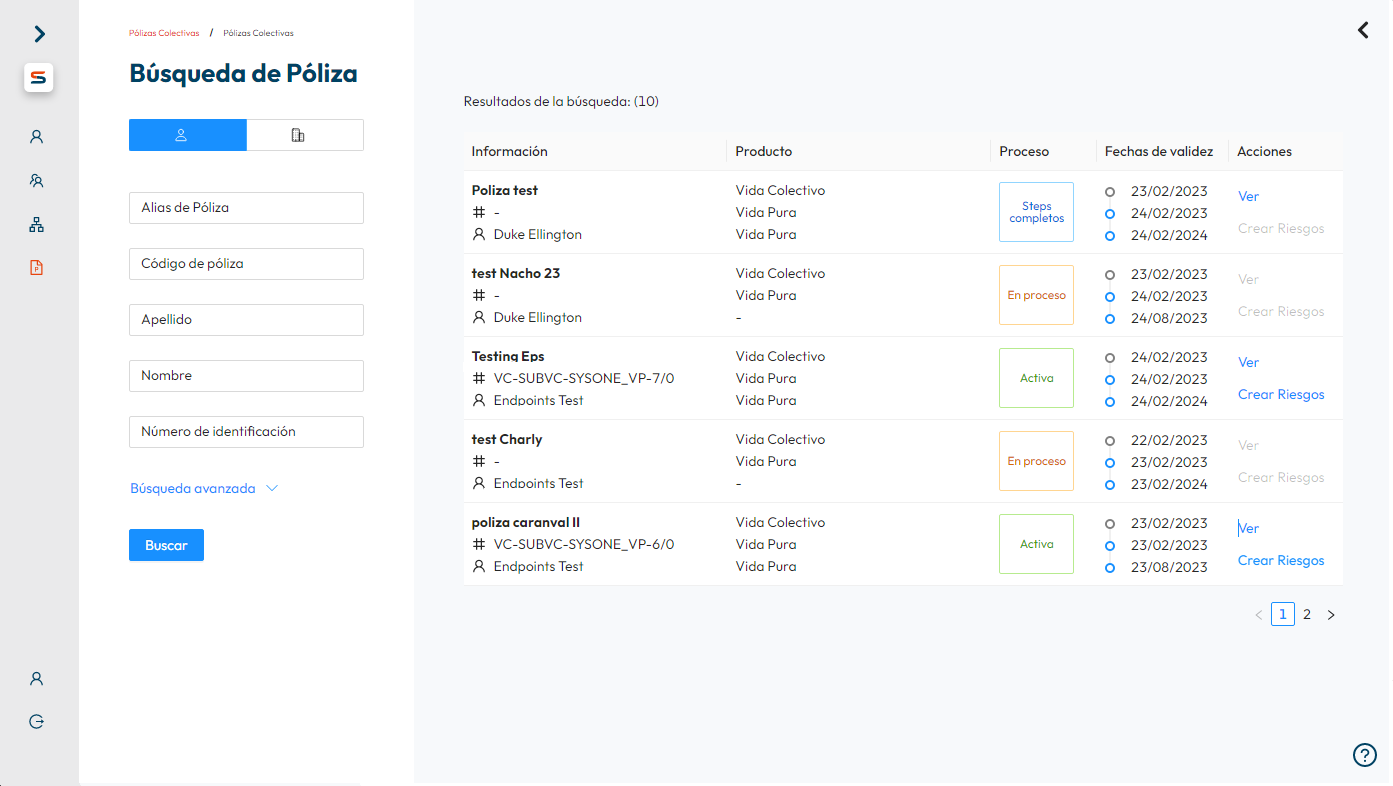 Pólizas Colectivas / Pólizas Colectivas
Búsqueda de Póliza
Alias de Póliza
Código de póliza
Apellido
Nombre
Número de identificación
Búsqueda avanzada
Buscar
Resultados de la búsqueda: (10)
Información Producto Proceso Fechas de validez Acciones
Poliza test
# -
Duke Ellington
Vida Colectivo
Vida Pura
Vida Pura
Steps
completos
23/02/2023
24/02/2023
24/02/2024
Ver
Crear Riesgos
test Nacho 23
# -
Duke Ellington
Vida Colectivo
Vida Pura
-
En proceso
23/02/2023
24/02/2023
24/08/2023
Ver
Crear Riesgos
Testing Eps
# VC-SUBVC-SYSONE_VP-7/0
Endpoints Test
Vida Colectivo
Vida Pura
Vida Pura
Activa
24/02/2023
24/02/2023
24/02/2024
Ver
Crear Riesgos
test Charly
# -
Endpoints Test
Vida Colectivo
Vida Pura
-
En proceso
22/02/2023
23/02/2023
23/02/2024
Ver
Crear Riesgos
poliza caranval II
# VC-SUBVC-SYSONE_VP-6/0
Endpoints Test
Vida Colectivo
Vida Pura
Vida Pura
Activa
23/02/2023
23/02/2023
23/08/2023
Ver
Crear Riesgos
< 1 2 >
?